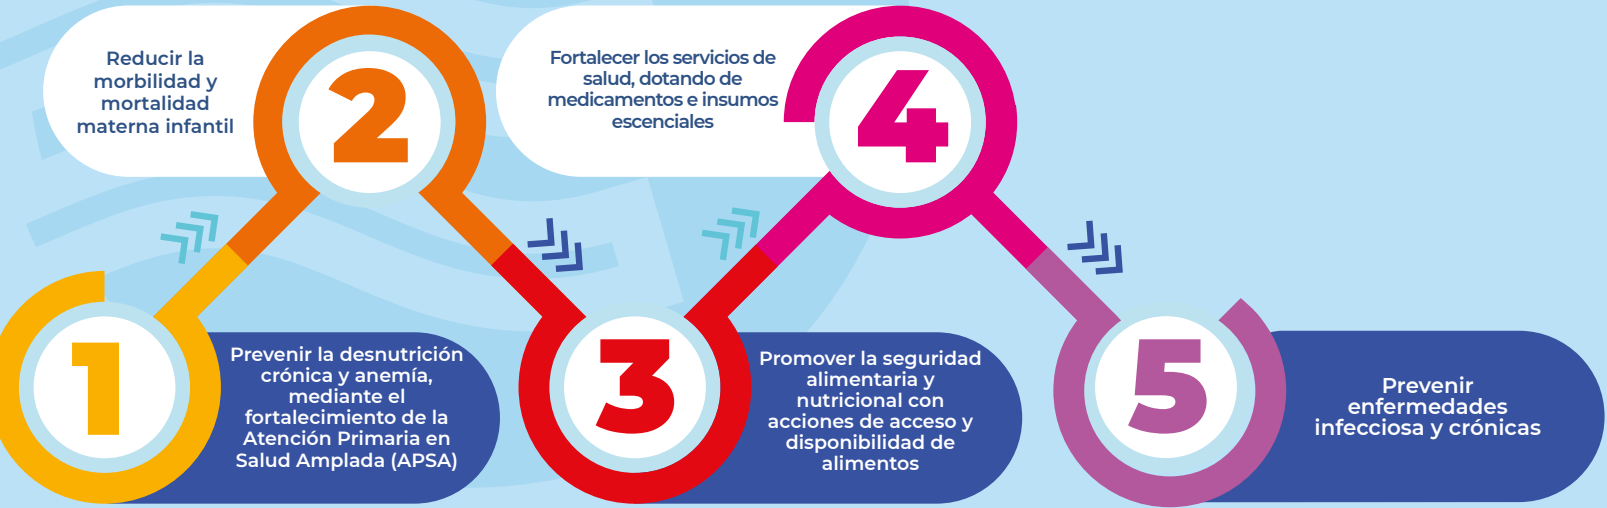 1
Prevenir la desnutrición
crónica y anemía,
mediante el
fortalecimiento de la
Atención Primaria en
Salud Amplada (APSA)
2
Reducir la
morbilidad y
mortalidad
materna infantil
3
Promover la seguridad
alimentaria y
nutricional con
acciones de acceso y
disponibilidad de
alimentos
4
Fortalecer los servicios de
salud, dotando de
medicamentos e insumos
escenciales
5
Prevenir
enfermedades
infecciosa y crónicas